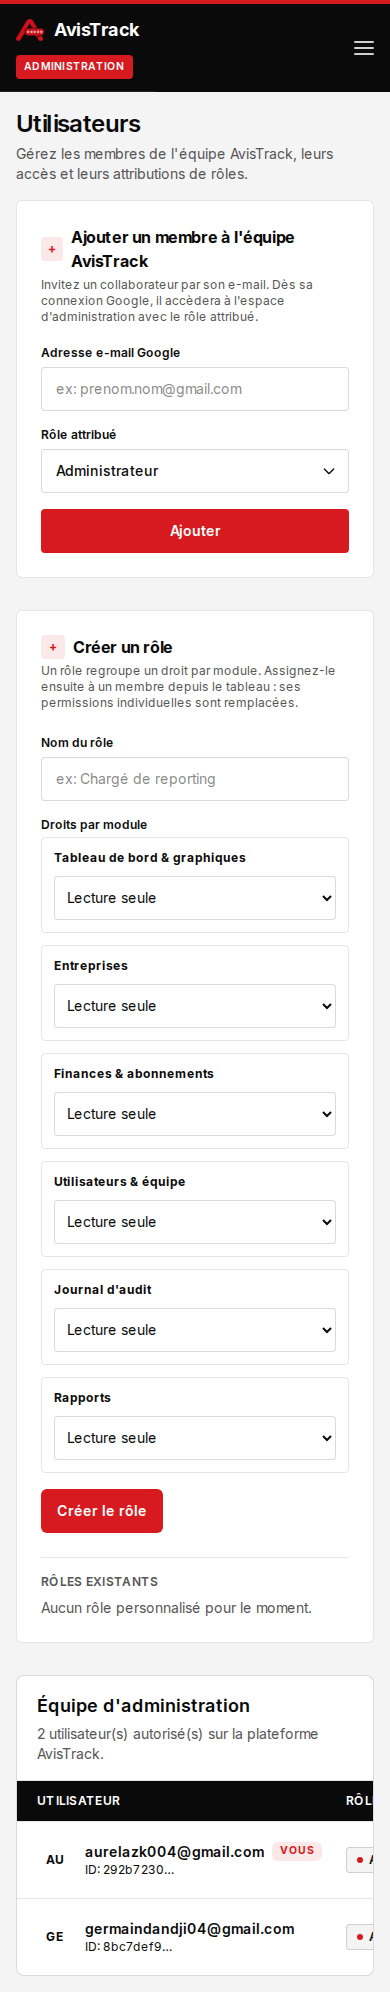 AvisTrack
ADMINISTRATION
Utilisateurs
Gérez les membres de l'équipe AvisTrack, leurs
accès et leurs attributions de rôles.
+
Ajouter un membre à l'équipe
AvisTrack
Invitez un collaborateur par son e-mail. Dès sa
connexion Google, il accèdera à l'espace
d'administration avec le rôle attribué.
Adresse e-mail Google
ex: prenom.nom@gmail.com
Rôle attribué
Administrateur
Ajouter
+ Créer un rôle
Un rôle regroupe un droit par module. Assignez-le
ensuite à un membre depuis le tableau : ses
permissions individuelles sont remplacées.
Nom du rôle
ex: Chargé de reporting
Droits par module
Tableau de bord & graphiques
Lecture seule
Entreprises
Lecture seule
Finances & abonnements
Lecture seule
Utilisateurs & équipe
Lecture seule
Journal d'audit
Lecture seule
Rapports
Lecture seule
Créer le rôle
RÔLES EXISTANTS
Aucun rôle personnalisé pour le moment.
Équipe d'administration
2 utilisateur(s) autorisé(s) sur la plateforme
AvisTrack.
UTILISATEUR
AU aurelazk004@gmail.com VOUS
ID: 292b7230...
GE germaindandji04@gmail.com
ID: 8bc7def9...